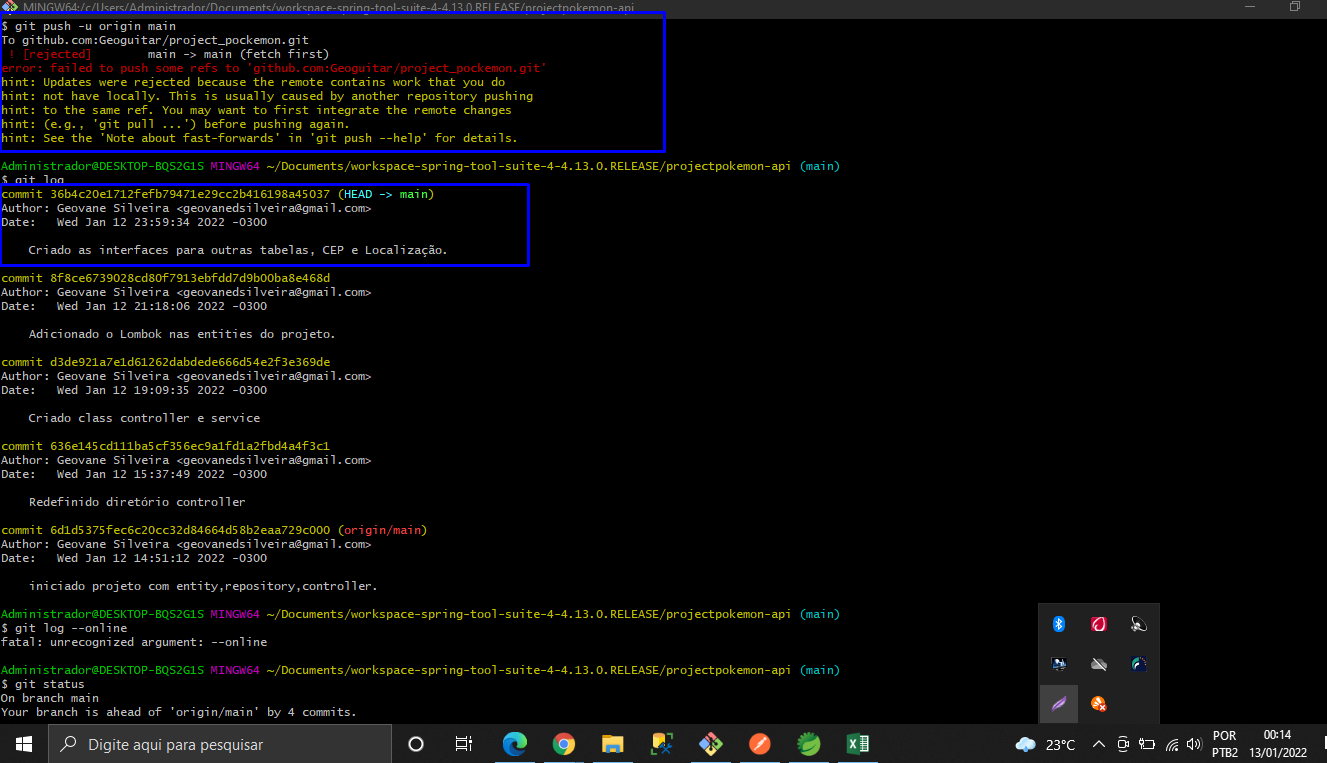 MINGW64:/c/Users/Administrador/Documents/workspace-spring-tool-suite-4-4.13.0.RELEASE/projectpokemon-api
$ git push -u origin main
To github.com:Geoguitar/project_pockemon.git
! [rejected] main -> main (fetch first)
error: failed to push some refs to 'github.com:Geoguitar/project_pockemon.git'
hint: Updates were rejected because the remote contains work that you do
hint: not have locally. This is usually caused by another repository pushing
hint: to the same ref. You may want to first integrate the remote changes
hint: (e.g., 'git pull ...') before pushing again.
hint: See the 'Note about fast-forwards' in 'git push --help' for details.
Administrador@DESKTOP-BQS2G1S MINGW64 ~/Documents/workspace-spring-tool-suite-4-4.13.0.RELEASE/projectpokemon-api (main)
$ git log
commit 36b4c20e1712fefb79471e29cc2b416198a45037 (HEAD -> main)
Author: Geovane Silveira <geovanedsilveira@gmail.com>
Date: Wed Jan 12 23:59:34 2022 -0300
Criado as interfaces para outras tabelas, CEP e Localização.
commit 8f8ce6739028cd80f7913ebfdd7d9b00ba8e468d
Author: Geovane Silveira <geovanedsilveira@gmail.com>
Date: Wed Jan 12 21:18:06 2022 -0300
Adicionado o Lombok nas entities do projeto.
commit d3de921a7e1d61262dabdede666d54e2f3e369de
Author: Geovane Silveira <geovanedsilveira@gmail.com>
Date: Wed Jan 12 19:09:35 2022 -0300
Criado class controller e service
commit 636e145cd111ba5cf356ec9a1fd1a2fbd4a4f3c1
Author: Geovane Silveira <geovanedsilveira@gmail.com>
Date: Wed Jan 12 15:37:49 2022 -0300
Redefinido diretório controller
commit 6d1d5375fec6c20cc32d84664d58b2eaa729c000 (origin/main)
Author: Geovane Silveira <geovanedsilveira@gmail.com>
Date: Wed Jan 12 14:51:12 2022 -0300
iniciado projeto com entity,repository,controller.
Administrador@DESKTOP-BQS2G1S MINGW64 ~/Documents/workspace-spring-tool-suite-4-4.13.0.RELEASE/projectpokemon-api (main)
$ git log --online
fatal: unrecognized argument: --online
Administrador@DESKTOP-BQS2G1S MINGW64 ~/Documents/workspace-spring-tool-suite-4-4.13.0.RELEASE/projectpokemon-api (main)
$ git status
On branch main
Your branch is ahead of 'origin/main' by 4 commits.
Digite aqui para pesquisar
23°C
POR
PTB2
00:14
13/01/2022